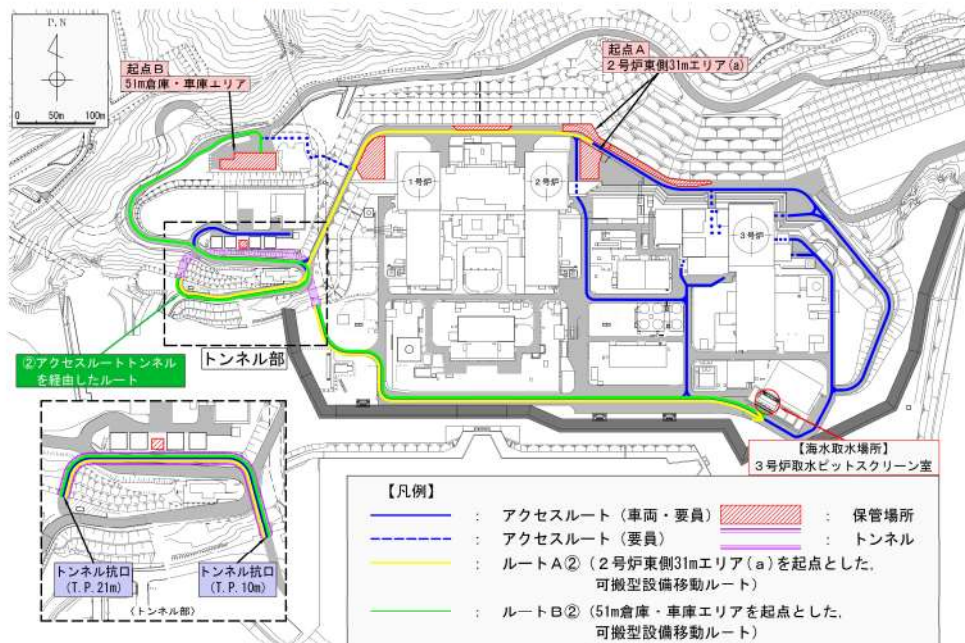 P.N
0 50m 100m
起点B
51m倉庫・車庫エリア
起点A
2号炉東側31mエリア(a)
1号炉
2号炉
3号炉
②アクセスルートトンネル
を経由したルート
トンネル部
【海水取水場所】
3号炉取水ピットスクリーン室
トンネル坑口
(T.P.21m)
トンネル坑口
(T.P.10m)
〈トンネル部〉
【凡例】
: アクセスルート（車両・要員）
: 保管場所
: アクセスルート（要員）
: トンネル
: ルートA②（2号炉東側31mエリア(a)を起点とした,
可搬型設備移動ルート）
: ルートB②（51m倉庫・車庫エリアを起点とした,
可搬型設備移動ルート）